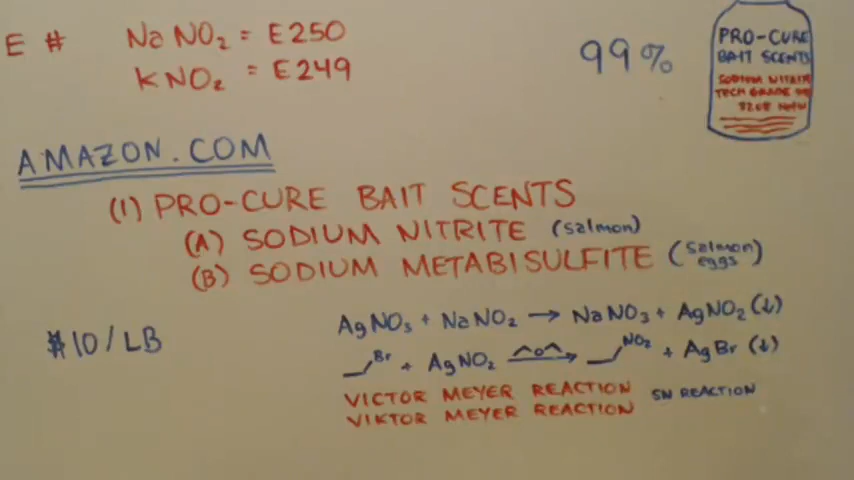 E # NaNO₂ = E250
KNO₂ = E249
99%
PRO-CURE
BAIT SCENTS
SODIUM NITRITE
TECH GRADE
AMAZON.COM
(1) PRO-CURE BAIT SCENTS
(A) SODIUM NITRITE (salmon)
(B) SODIUM METABISULFITE (salmon eggs)
$10/LB
AgNO₃ + NaNO₂ → NaNO₃ + AgNO₂(↓)
Br + AgNO₂ → NO₂ + AgBr(↓)
VICTOR MEYER REACTION SN REACTION
VIKTOR MEYER REACTION